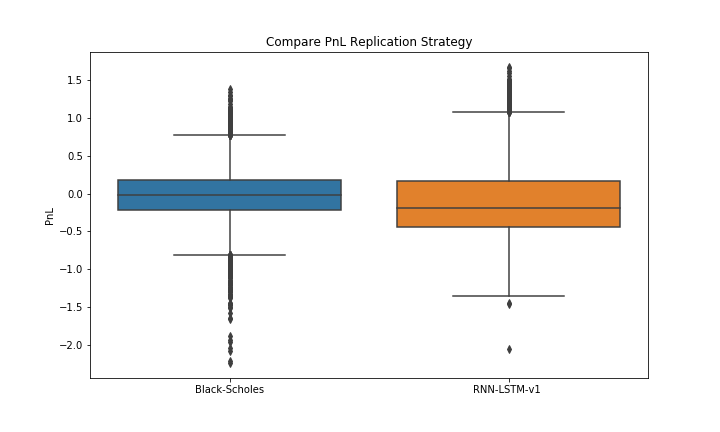 Compare PnL Replication Strategy
1.5
1.0
0.5
0.0
−0.5
−1.0
−1.5
−2.0
PnL
Black-Scholes
RNN-LSTM-v1